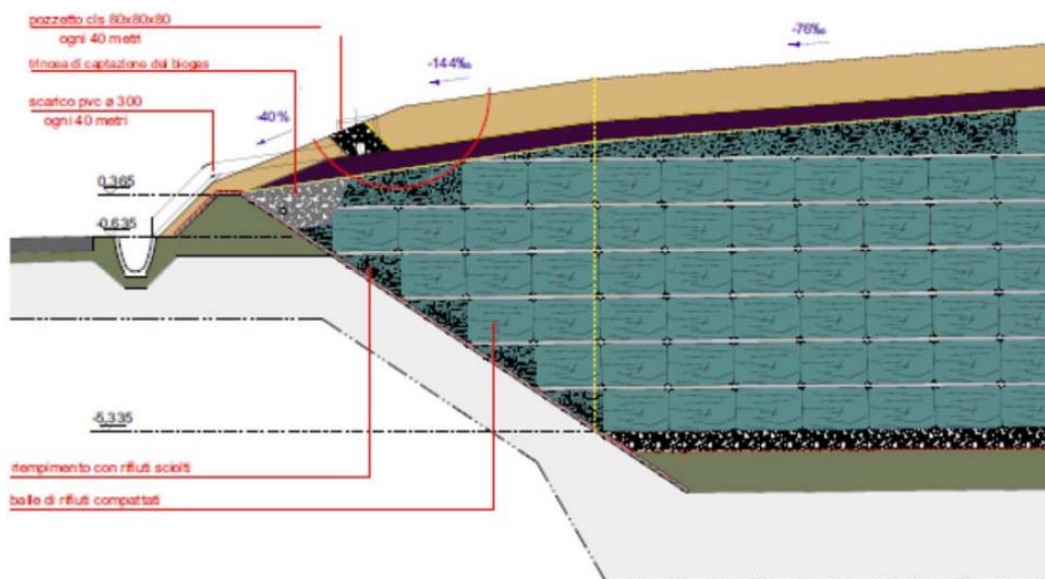 pozzetto cls 80x80x80
ogni 40 metri
trincea di captazione del biogas
scarico pvc ø 300
ogni 40 metri
-40%
-144‰
-76‰
0,365
-0,635
-5,335
riempimento con rifiuti sciolti
balle di rifiuti compattati